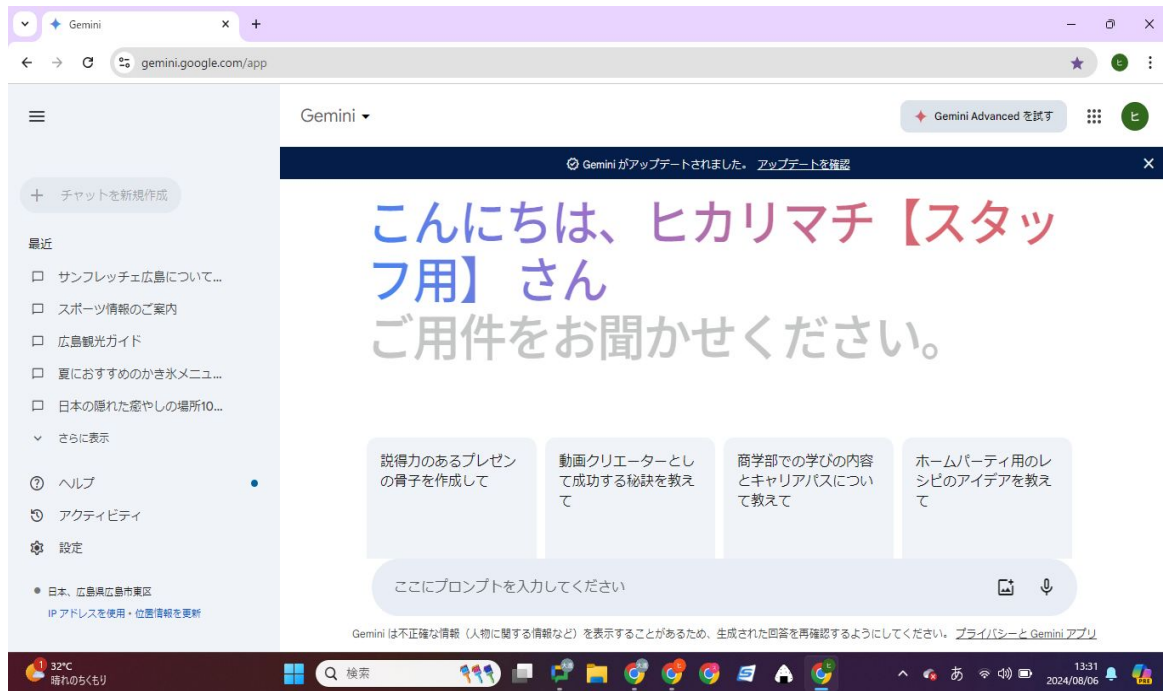 Gemini
gemini.google.com/app
ヒ
Gemini
Gemini Advanced を試す
ヒ
Gemini がアップデートされました。 アップデートを確認
チャットを新規作成
最近
サンフレッチェ広島について...
スポーツ情報のご案内
広島観光ガイド
夏におすすめのかき氷メニュ...
日本の隠れた癒やしの場所10...
さらに表示
ヘルプ
アクティビティ
設定
日本、広島県広島市東区
IP アドレスを使用・位置情報を更新
こんにちは、ヒカリマチ【スタッ
フ用】 さん
ご用件をお聞かせください。
説得力のあるプレゼン
の骨子を作成して
動画クリエーターとし
て成功する秘訣を教え
て
商学部での学びの内容
とキャリアパスについ
て教えて
ホームパーティ用のレ
シピのアイデアを教え
て
ここにプロンプトを入力してください
Gemini は不正確な情報（人物に関する情報など）を表示することがあるため、生成された回答を再確認するようにしてください。 プライバシーと Gemini アプリ
1
32°C
晴れのちくもり
検索
あ
13:31
2024/08/06
PRE